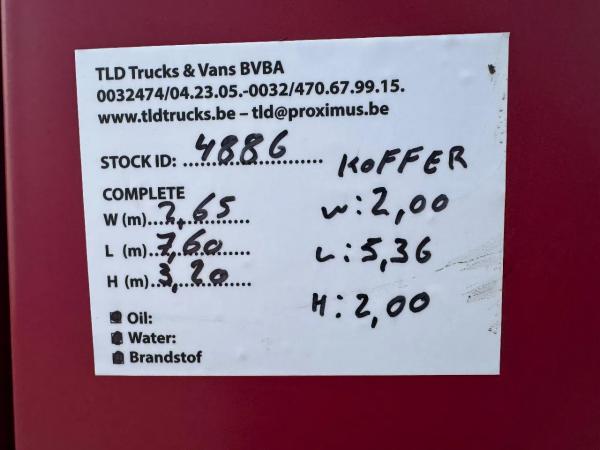 TLD Trucks & Vans BVBA
0032474/04.23.05.-0032/470.67.99.15.
www.tldtrucks.be – tld@proximus.be
STOCK ID: 4886
COMPLETE
W (m) 2,65
L (m) 7,60
H (m) 3,20
KOFFER
W: 2,00
L: 5,36
H: 2,00
Oil:
Water:
Brandstof